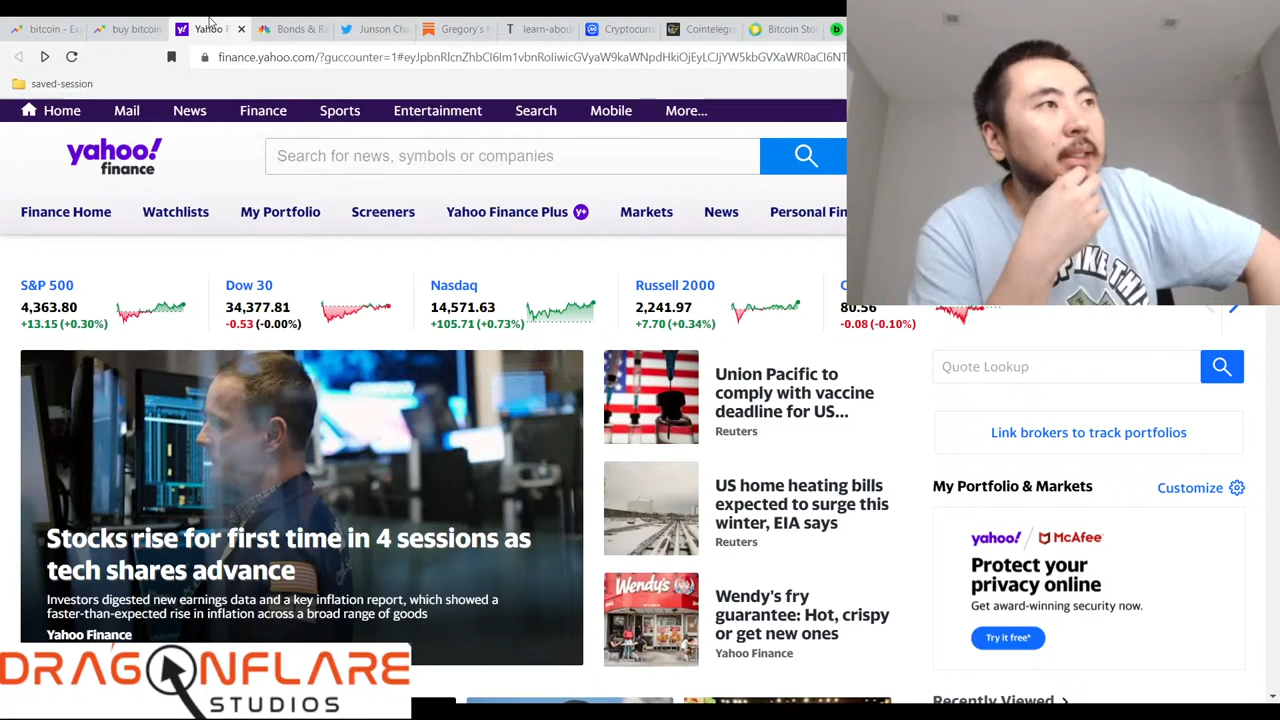 bitcoin - Ex
buy bitcoin
Yahoo F
Bonds & Ra
Junson Cha
Gregory's N
learn-abou
Cryptocurr
Cointelegr
Bitcoin Sto
finance.yahoo.com/?guccounter=1#eyJpbnRlcnZhbCI6Im1vbnRoIiwicGVyaW9kaWNpdHkiOjEyLCJjYW5kbGVXaWR0aCI6NT
saved-session
Home Mail News Finance Sports Entertainment Search Mobile More...
yahoo!
finance
Search for news, symbols or companies
Finance Home Watchlists My Portfolio Screeners Yahoo Finance Plus Y+ Markets News Personal Fin
S&P 500
4,363.80
+13.15 (+0.30%)
Dow 30
34,377.81
-0.53 (-0.00%)
Nasdaq
14,571.63
+105.71 (+0.73%)
Russell 2000
2,241.97
+7.70 (+0.34%)
80.56
-0.08 (-0.10%)
Stocks rise for first time in 4 sessions as
tech shares advance
Investors digested new earnings data and a key inflation report, which showed a
faster-than-expected rise in inflation across a broad range of goods
Yahoo Finance
Union Pacific to
comply with vaccine
deadline for US...
Reuters
US home heating bills
expected to surge this
winter, EIA says
Reuters
Wendy's
Wendy's fry
guarantee: Hot, crispy
or get new ones
Yahoo Finance
Quote Lookup
Link brokers to track portfolios
My Portfolio & Markets
Customize
yahoo! / McAfee
Protect your
privacy online
Get award-winning security now.
Try it free*
Recently Viewed
DRAGONFLARE
STUDIOS